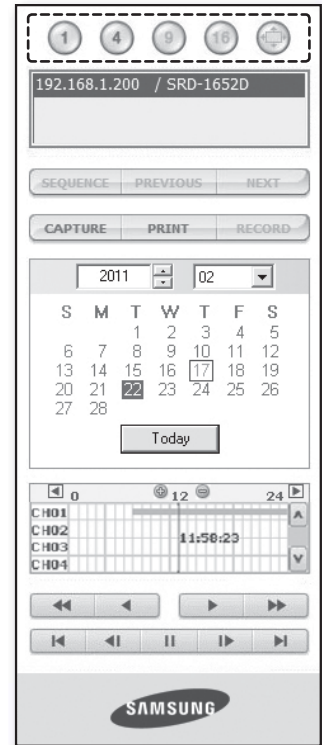 1 4 9 16
192.168.1.200 / SRD-1652D
SEQUENCE PREVIOUS NEXT
CAPTURE PRINT RECORD
2011 02
S M T W T F S
1 2 3 4 5
6 7 8 9 10 11 12
13 14 15 16 17 18 19
20 21 22 23 24 25 26
27 28
Today
0 12 24
CH01
CH02
11:58:23
CH03
CH04
SAMSUNG